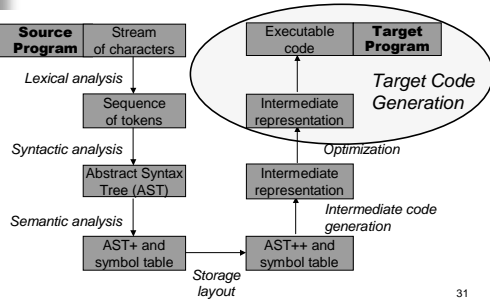 Source
Program
Stream
of characters
Lexical analysis
Sequence
of tokens
Syntactic analysis
Abstract Syntax
Tree (AST)
Semantic analysis
AST+ and
symbol table
Storage
layout
AST++ and
symbol table
Intermediate code
generation
Intermediate
representation
Optimization
Intermediate
representation
Executable
code
Target
Program
Target Code
Generation
31